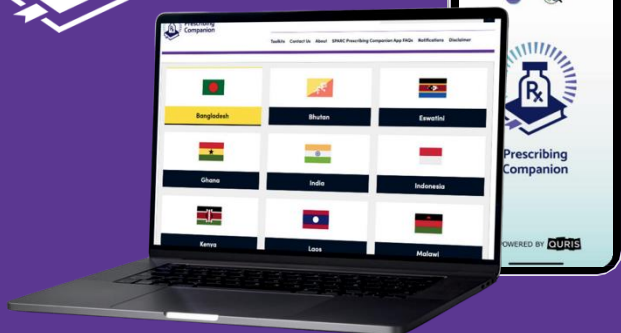 Prescribing
Companion
Toolkits Contact Us About SPARC Prescribing Companion App FAQs Notifications Disclaimer
Bangladesh
Bhutan
Eswatini
Ghana
India
Indonesia
Kenya
Laos
Malawi
Rx
Prescribing
Companion
POWERED BY QURIS